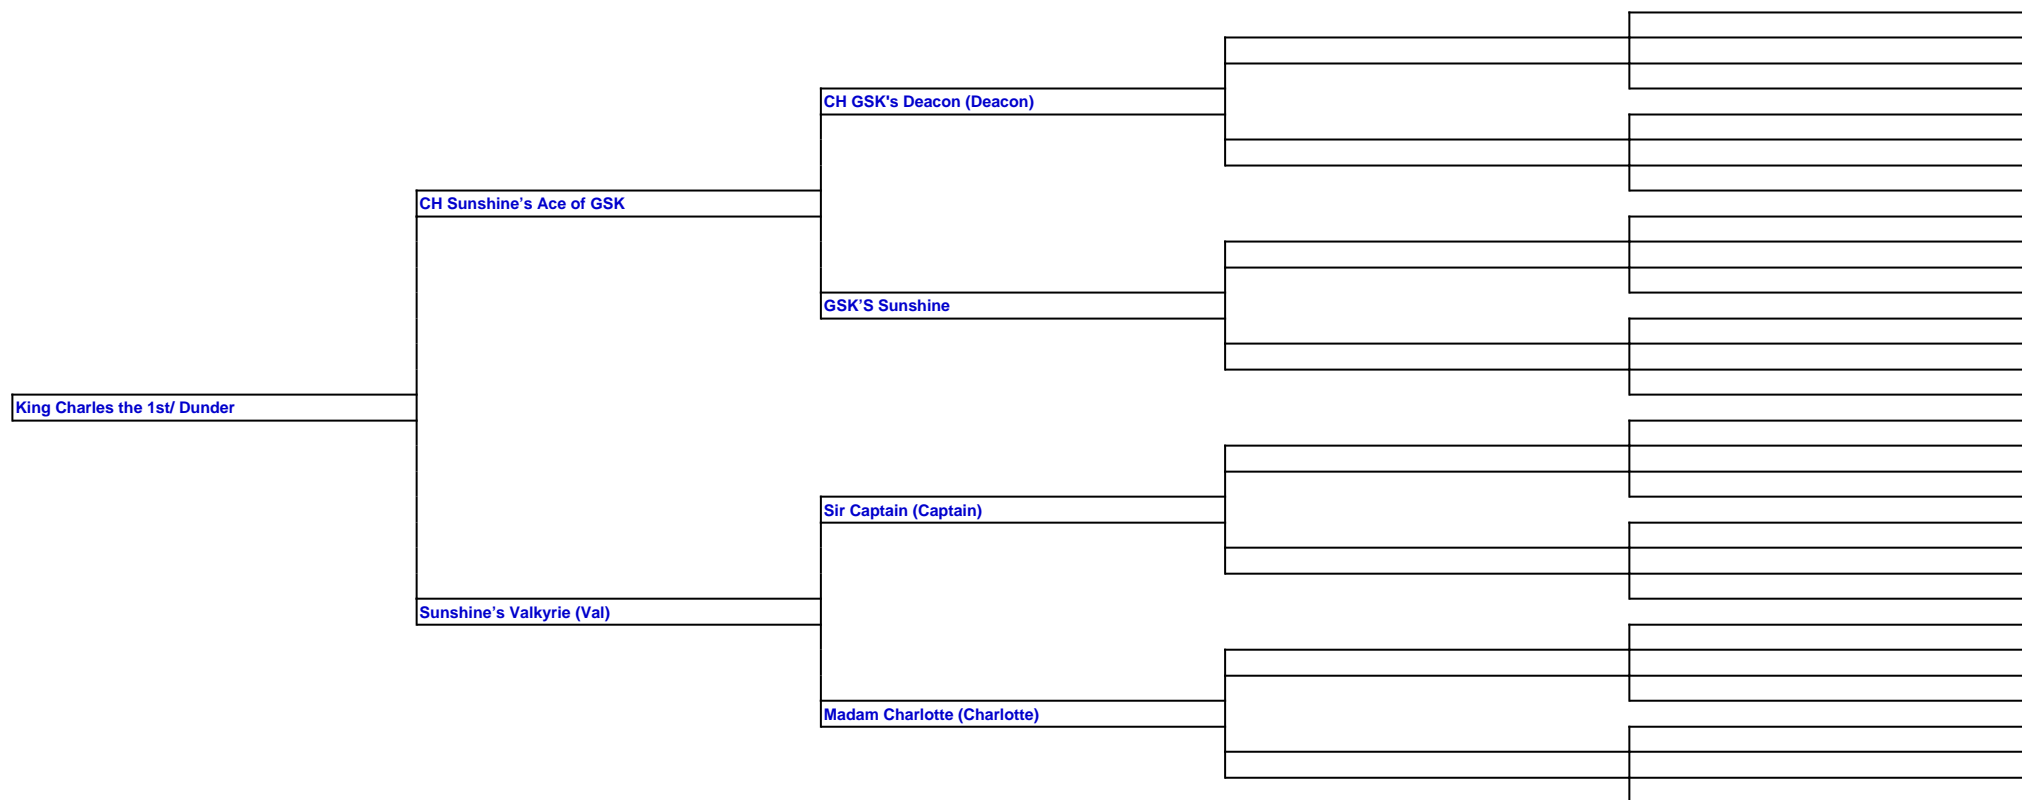 CH GSK's Deacon (Deacon)
CH Sunshine’s Ace of GSK
GSK’S Sunshine
King Charles the 1st/ Dunder
Sir Captain (Captain)
Sunshine’s Valkyrie (Val)
Madam Charlotte (Charlotte)